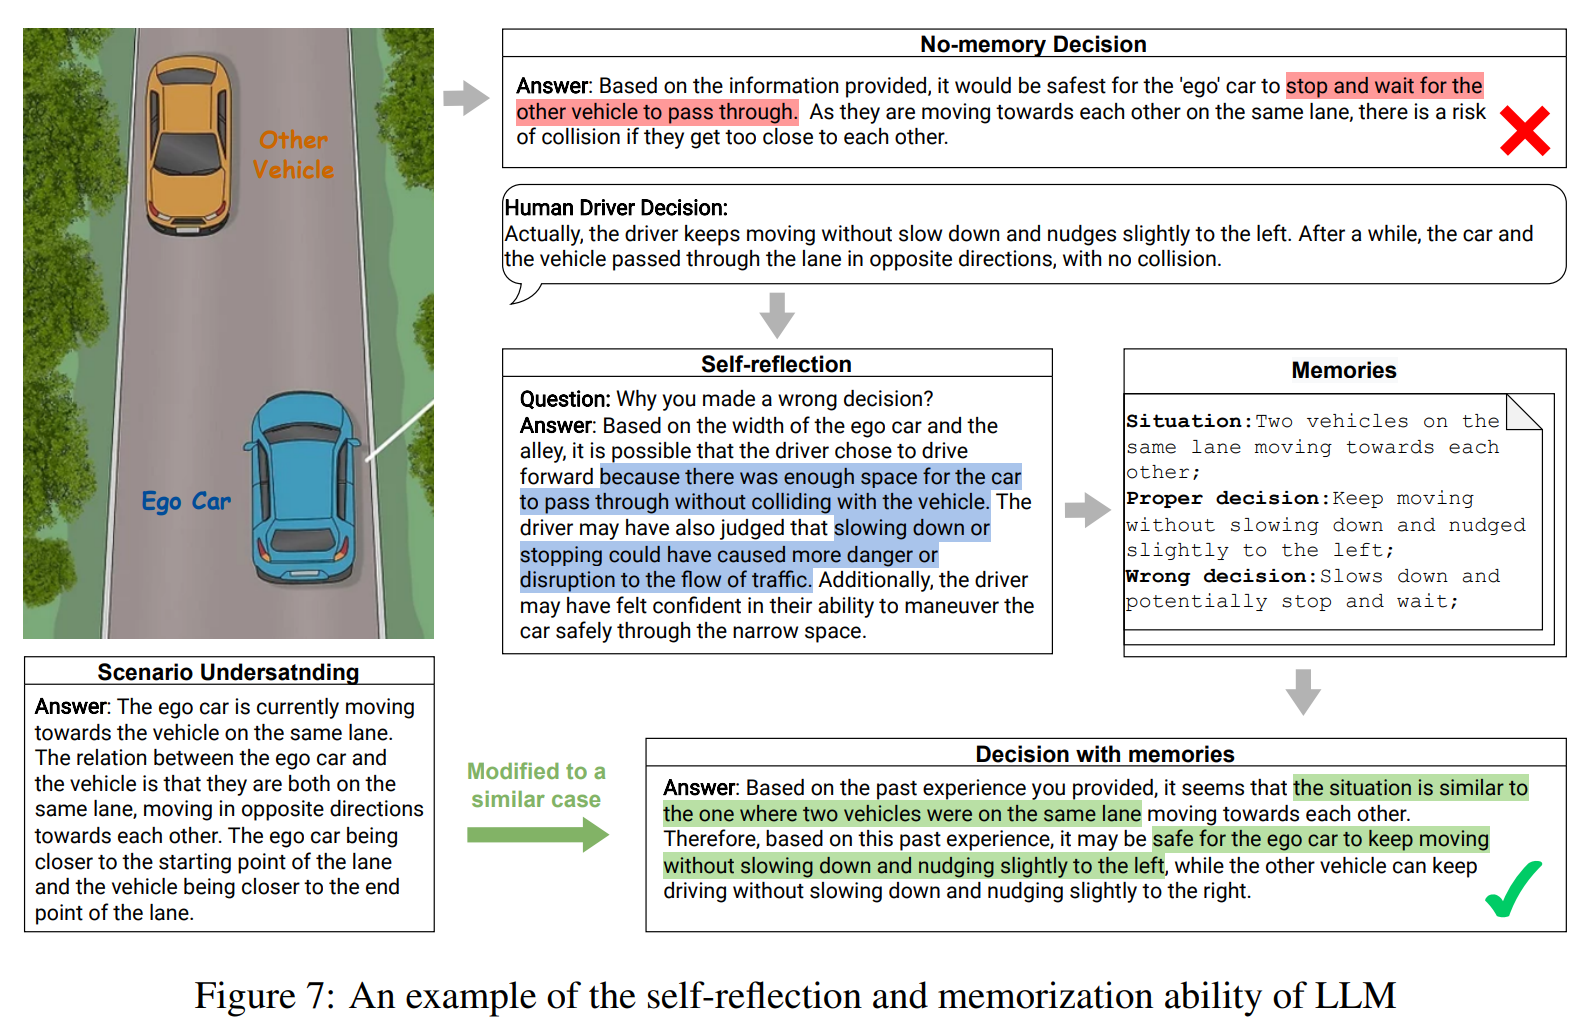 Other
Vehicle
Ego Car
No-memory Decision
Answer: Based on the information provided, it would be safest for the 'ego' car to stop and wait for the
other vehicle to pass through. As they are moving towards each other on the same lane, there is a risk
of collision if they get too close to each other.
Human Driver Decision:
Actually, the driver keeps moving without slow down and nudges slightly to the left. After a while, the car and
the vehicle passed through the lane in opposite directions, with no collision.
Self-reflection
Question: Why you made a wrong decision?
Answer: Based on the width of the ego car and the
alley, it is possible that the driver chose to drive
forward because there was enough space for the car
to pass through without colliding with the vehicle. The
driver may have also judged that slowing down or
stopping could have caused more danger or
disruption to the flow of traffic. Additionally, the driver
may have felt confident in their ability to maneuver the
car safely through the narrow space.
Memories
Situation:Two vehicles on the
same lane moving towards each
other;
Proper decision:Keep moving
without slowing down and nudged
slightly to the left;
Wrong decision:Slows down and
potentially stop and wait;
Scenario Undersatnding
Answer: The ego car is currently moving
towards the vehicle on the same lane.
The relation between the ego car and
the vehicle is that they are both on the
same lane, moving in opposite directions
towards each other. The ego car being
closer to the starting point of the lane
and the vehicle being closer to the end
point of the lane.
Modified to a
similar case
Decision with memories
Answer: Based on the past experience you provided, it seems that the situation is similar to
the one where two vehicles were on the same lane moving towards each other.
Therefore, based on this past experience, it may be safe for the ego car to keep moving
without slowing down and nudging slightly to the left, while the other vehicle can keep
driving without slowing down and nudging slightly to the right.
Figure 7: An example of the self-reflection and memorization ability of LLM